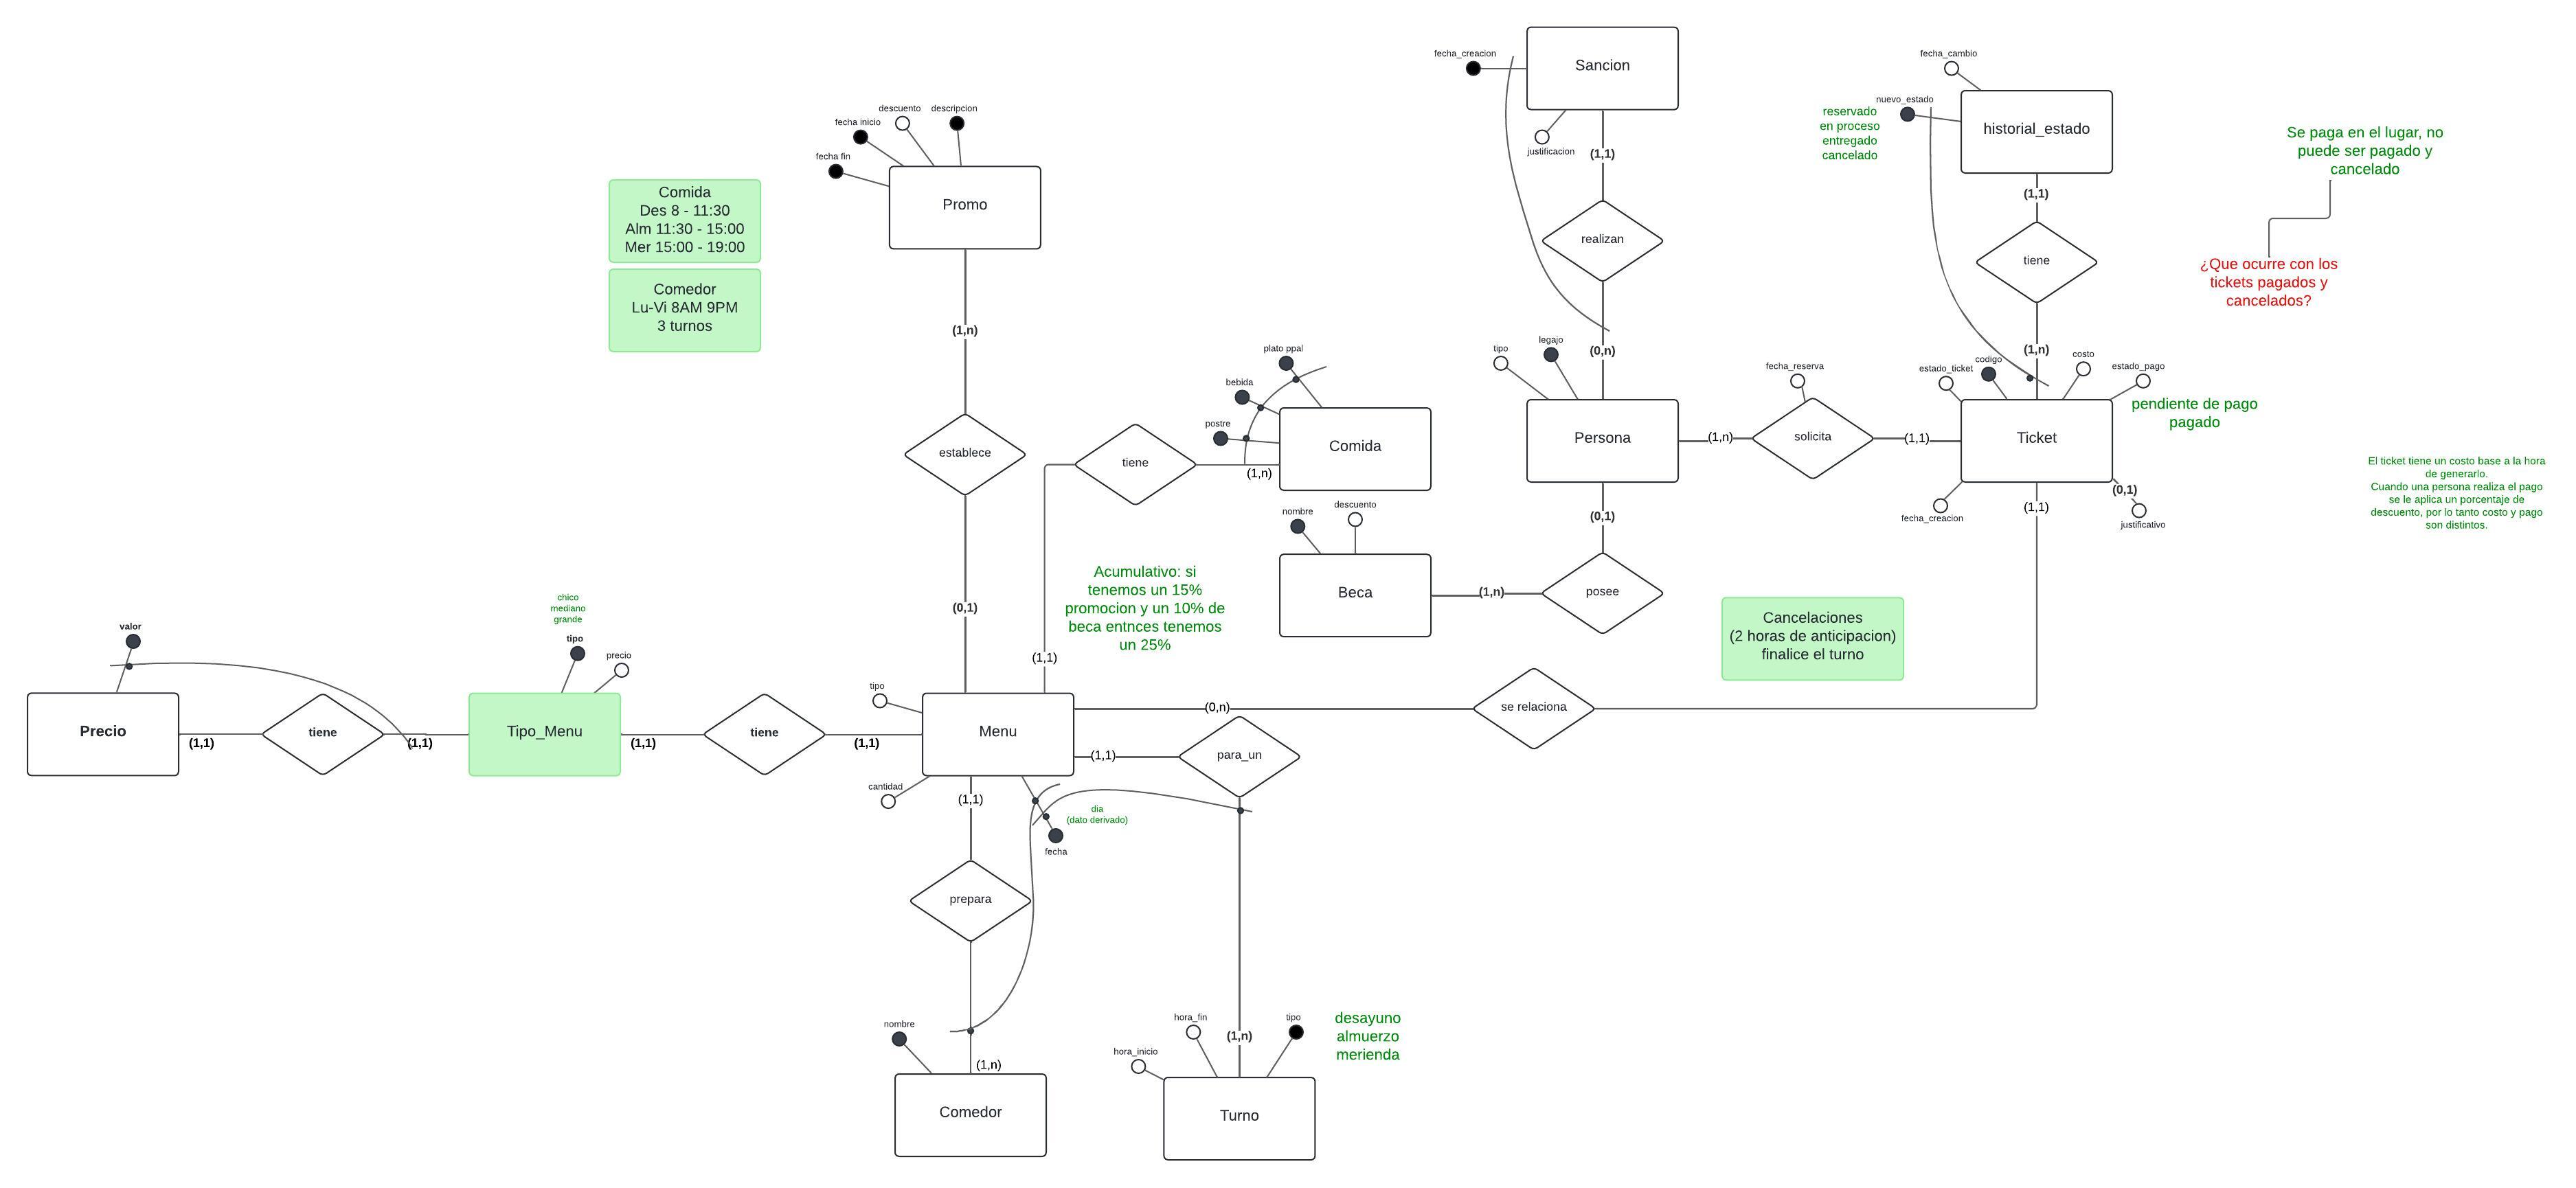 Sancion
fecha_creacion
justificacion
(1,1)
realizan
(0,n)
fecha_cambio
nuevo_estado
historial_estado
reservado
en proceso
entregado
cancelado
(1,1)
tiene
(1,n)
Se paga en el lugar, no
puede ser pagado y
cancelado
¿Que ocurre con los
tickets pagados y
cancelados?
descuento
descripcion
fecha inicio
fecha fin
Promo
Comida
Des 8 - 11:30
Alm 11:30 - 15:00
Mer 15:00 - 19:00
Comedor
Lu-Vi 8AM 9PM
3 turnos
(1,n)
establece
(0,1)
plato ppal
bebida
postre
Comida
tiene
(1,n)
(1,1)
tipo
legajo
Persona
(1,n)
fecha_reserva
solicita
(1,1)
estado_ticket
codigo
costo
estado_pago
Ticket
pendiente de pago
pagado
(0,1)
justificativo
fecha_creacion
(1,1)
El ticket tiene un costo base a la hora
de generarlo.
Cuando una persona realiza el pago
se le aplica un porcentaje de
descuento, por lo tanto costo y pago
son distintos.
nombre
descuento
Beca
(1,n)
posee
(0,1)
Acumulativo: si
tenemos un 15%
promocion y un 10% de
beca entnces tenemos
un 25%
Cancelaciones
(2 horas de anticipacion)
finalice el turno
valor
Precio
(1,1)
tiene
(1,1)
chico
mediano
grande
tipo
precio
Tipo_Menu
(1,1)
tiene
(1,1)
tipo
Menu
cantidad
(0,n)
se relaciona
(1,1)
para_un
(1,1)
dia
(dato derivado)
fecha
prepara
nombre
(1,n)
Comedor
(1,n)
hora_inicio
hora_fin
tipo
Turno
desayuno
almuerzo
merienda